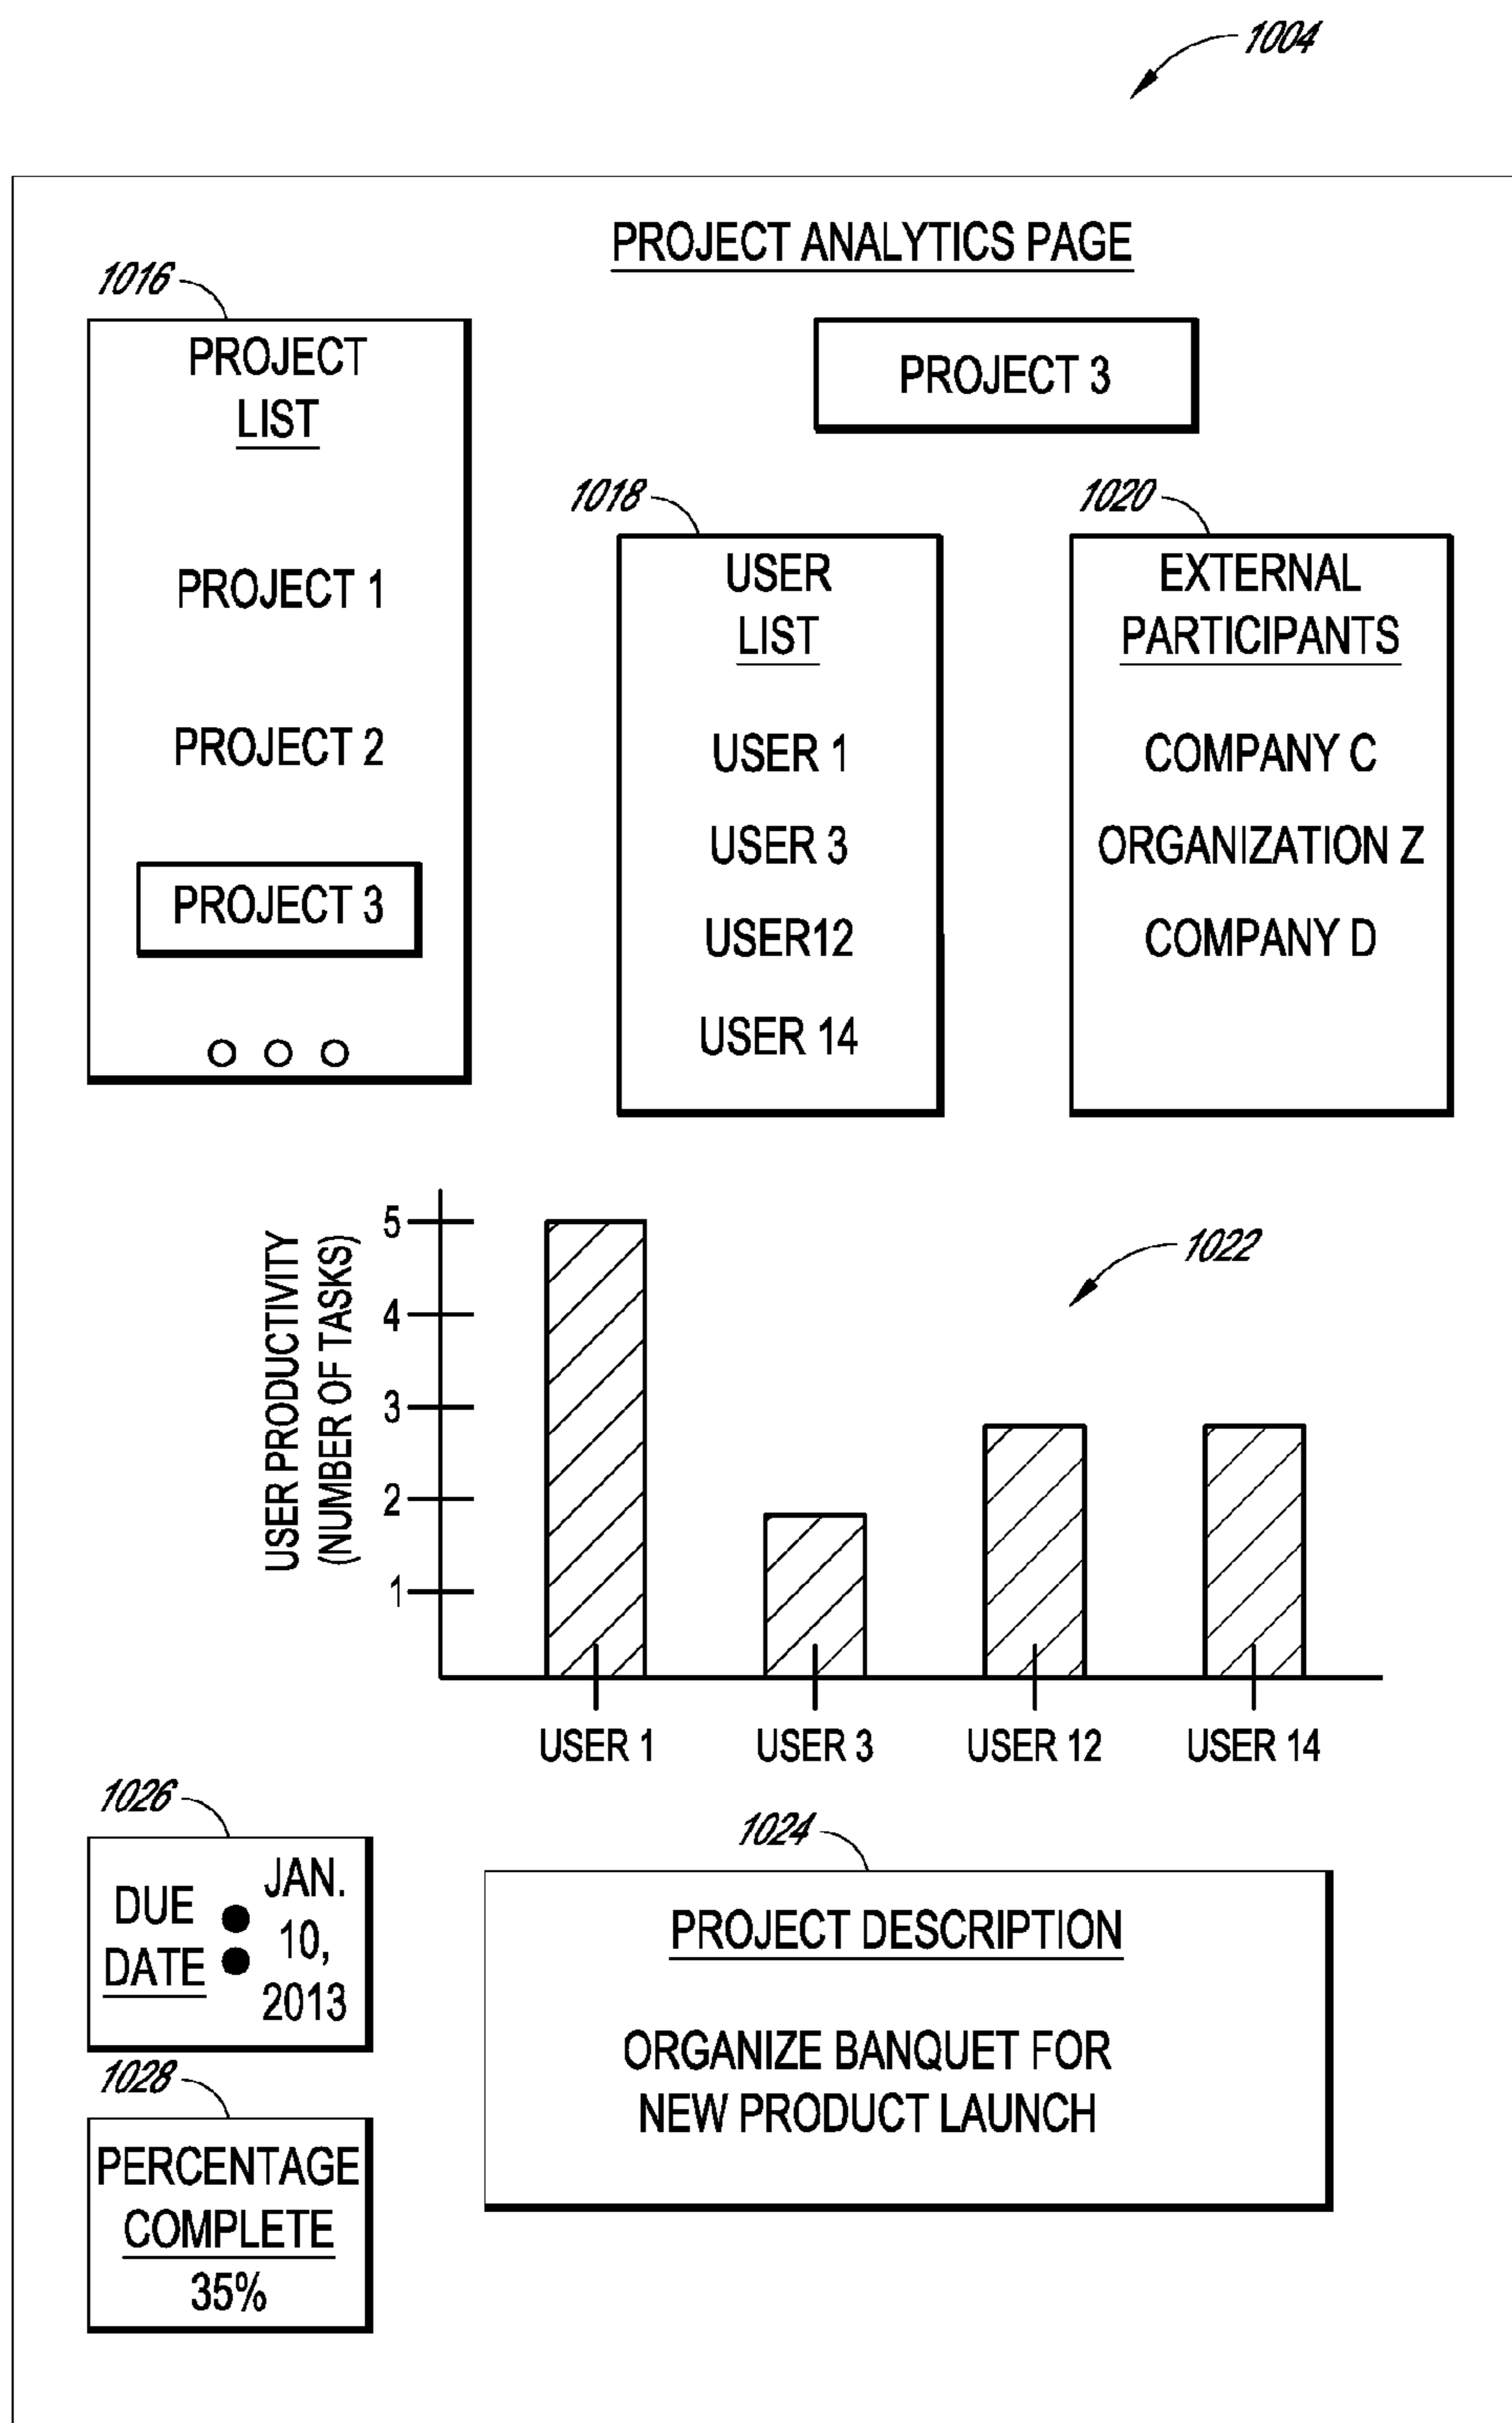 1004
PROJECT ANALYTICS PAGE
1016
PROJECT
LIST
PROJECT 1
PROJECT 2
PROJECT 3
PROJECT 3
1018
USER
LIST
USER 1
USER 3
USER12
USER 14
1020
EXTERNAL
PARTICIPANTS
COMPANY C
ORGANIZATION Z
COMPANY D
USER PRODUCTIVITY
(NUMBER OF TASKS)
5
4
3
2
1
1022
USER 1
USER 3
USER 12
USER 14
1026
DUE
DATE
:
JAN.
10,
2013
1024
PROJECT DESCRIPTION
ORGANIZE BANQUET FOR
NEW PRODUCT LAUNCH
1028
PERCENTAGE
COMPLETE
35%